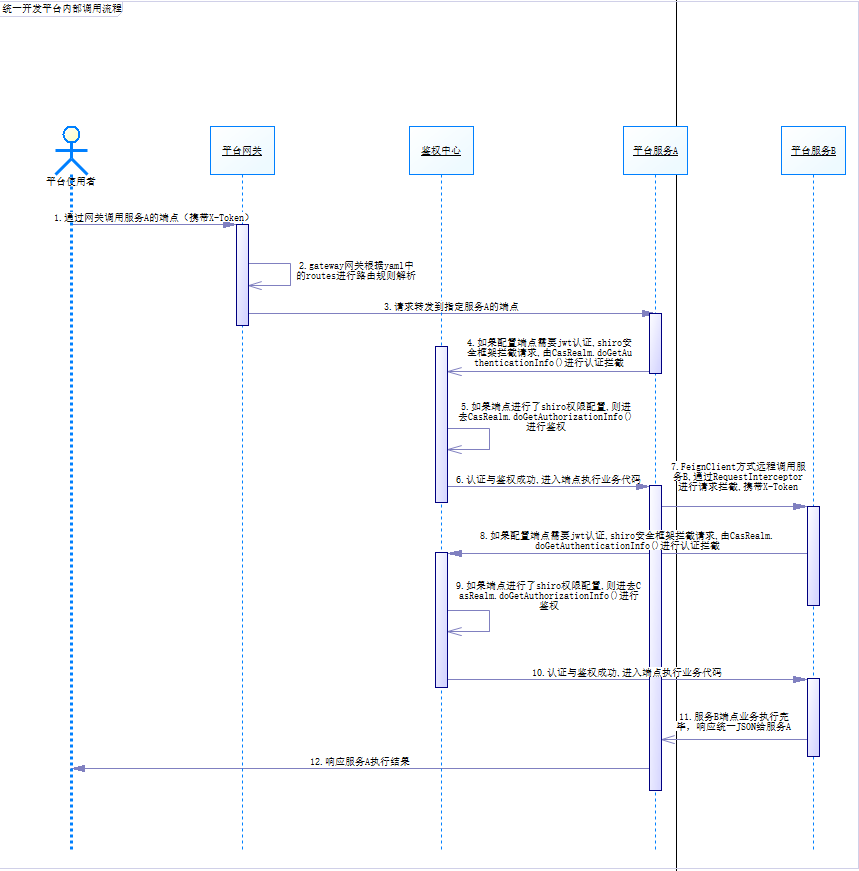 统一开发平台内部调用流程
平台使用者
平台网关
鉴权中心
平台服务A
平台服务B
1.通过网关调用服务A的端点（携带X-Token）
2.gateway网关根据yaml中
的routes进行路由规则解析
3.请求转发到指定服务A的端点
4.如果配置端点需要jwt认证,shiro安
全框架拦截请求,由CasRealm.doGetAu
thenticationInfo()进行认证拦截
5.如果端点进行了shiro权限配置,则进
去CasRealm.doGetAuthorizationInfo()
进行鉴权
6.认证与鉴权成功,进入端点执行业务代码
7.FeignClient方式远程调用服
务B,通过RequestInterceptor
进行请求拦截,携带X-Token
8.如果配置端点需要jwt认证,shiro安全框架拦截请求,由CasRealm.
doGetAuthenticationInfo()进行认证拦截
9.如果端点进行了shiro权限配置,则进去C
asRealm.doGetAuthorizationInfo()进行
鉴权
10.认证与鉴权成功,进入端点执行业务代码
11.服务B端点业务执行完
毕，响应统一JSON给服务A
12.响应服务A执行结果